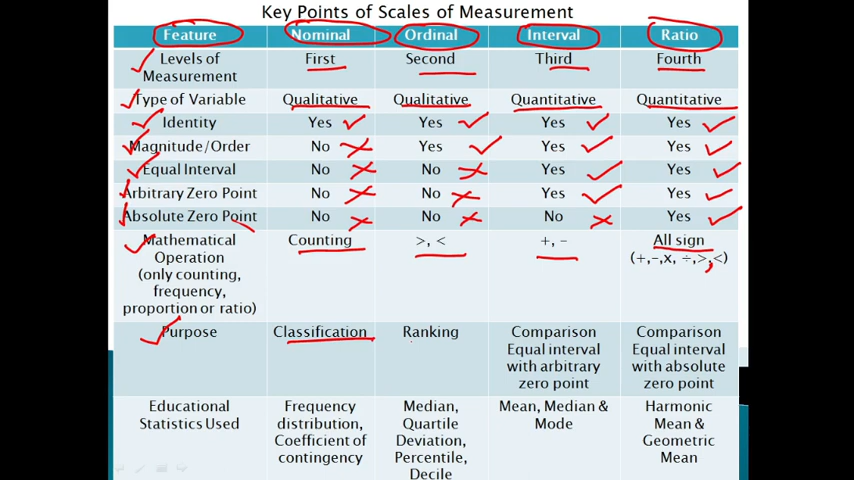 Key Points of Scales of Measurement
Feature Nominal Ordinal Interval Ratio
Levels of Measurement First Second Third Fourth
Type of Variable Qualitative Qualitative Quantitative Quantitative
Identity Yes Yes Yes Yes
Magnitude/Order No Yes Yes Yes
Equal Interval No No Yes Yes
Arbitrary Zero Point No No Yes Yes
Absolute Zero Point No No No Yes
Mathematical Operation (only counting, frequency, proportion or ratio) Counting >, < +, − All sign (+,−,x, ÷,>,<)
Purpose Classification Ranking Comparison Equal interval with arbitrary zero point Comparison Equal interval with absolute zero point
Educational Statistics Used Frequency distribution, Coefficient of contingency Median, Quartile Deviation, Percentile, Decile Mean, Median & Mode Harmonic Mean & Geometric Mean